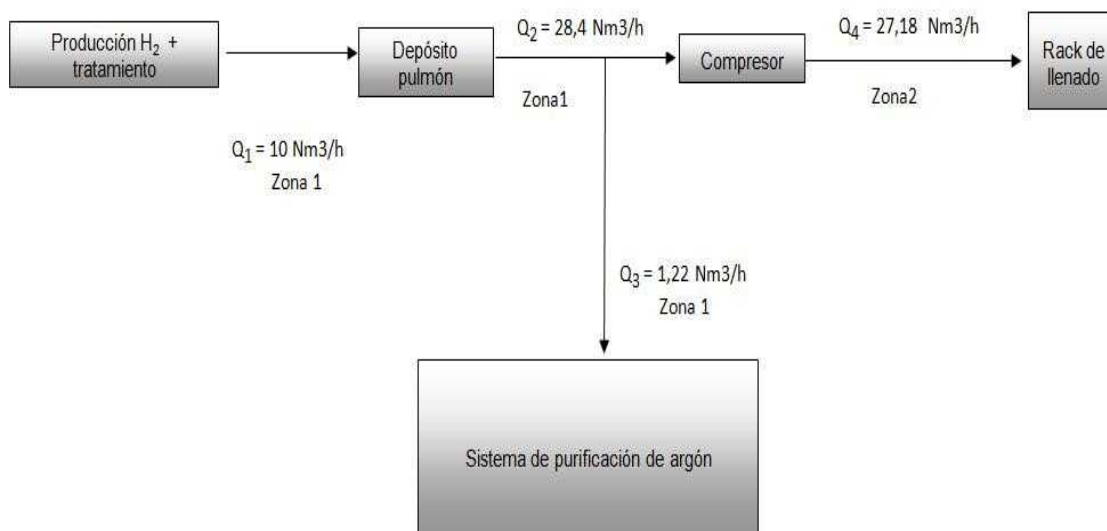 Producción H₂ +
tratamiento
Depósito
pulmón
Q₂ = 28,4 Nm3/h
Zona1
Compresor
Q₄ = 27,18 Nm3/h
Zona2
Rack de
llenado
Q₁ = 10 Nm3/h
Zona 1
Q₃ = 1,22 Nm3/h
Zona 1
Sistema de purificación de argón